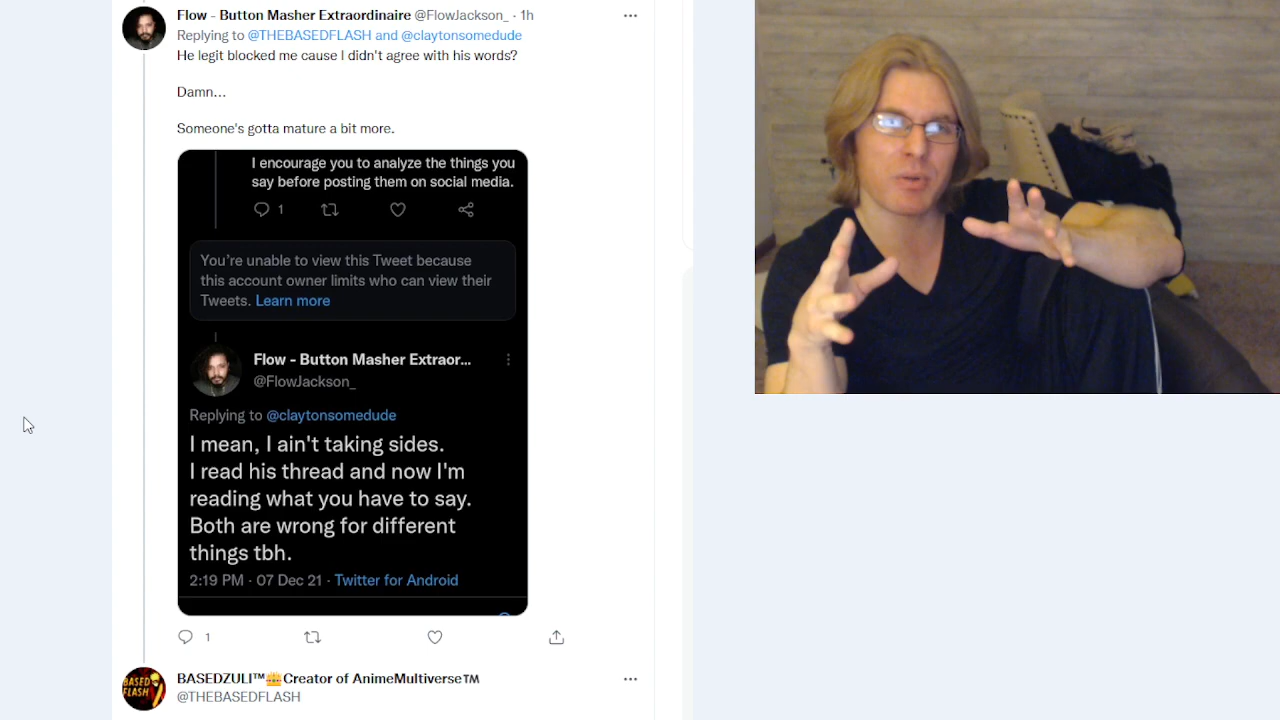 Flow - Button Masher Extraordinaire @FlowJackson_ · 1h
Replying to @THEBASEDFLASH and @claytonsomedude
He legit blocked me cause I didn't agree with his words?
Damn...
Someone's gotta mature a bit more.
I encourage you to analyze the things you
say before posting them on social media.
1
You're unable to view this Tweet because
this account owner limits who can view their
Tweets. Learn more
Flow - Button Masher Extraor...
@FlowJackson_
Replying to @claytonsomedude
I mean, I ain't taking sides.
I read his thread and now I'm
reading what you have to say.
Both are wrong for different
things tbh.
2:19 PM · 07 Dec 21 · Twitter for Android
1
BASED
FLASH
BASEDZULI™👑Creator of AnimeMultiverse™
@THEBASEDFLASH